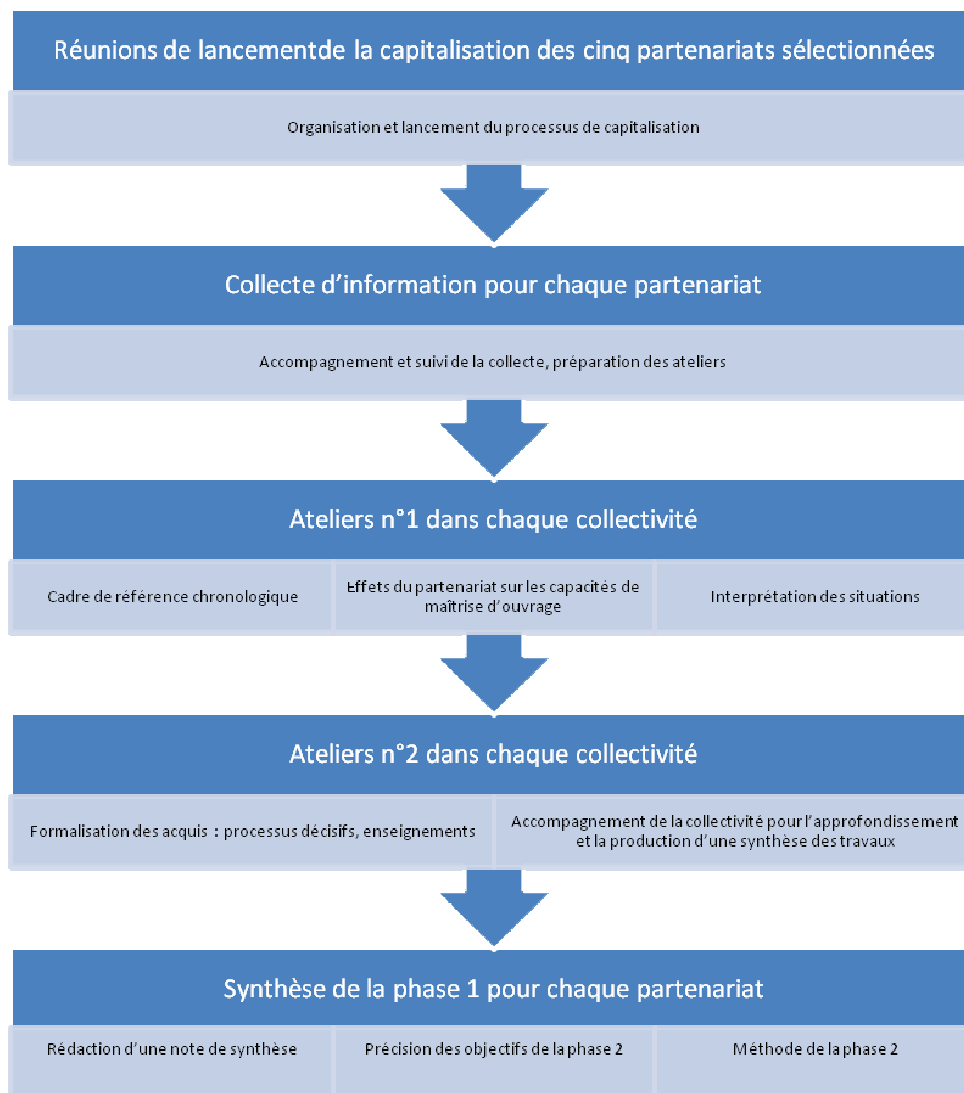 Réunions de lancementde la capitalisation des cinq partenariats sélectionnées
Organisation et lancement du processus de capitalisation
Collecte d'information pour chaque partenariat
Accompagnement et suivi de la collecte, préparation des ateliers
Ateliers n°1 dans chaque collectivité
Cadre de référence chronologique
Effets du partenariat sur les capacités de
maîtrise d'ouvrage
Interprétation des situations
Ateliers n°2 dans chaque collectivité
Formalisation des acquis : processus décisifs, enseignements
Accompagnement de la collectivité pour l'approfondissement
et la production d'une synthèse des travaux
Synthèse de la phase 1 pour chaque partenariat
Rédaction d'une note de synthèse
Précision des objectifs de la phase 2
Méthode de la phase 2